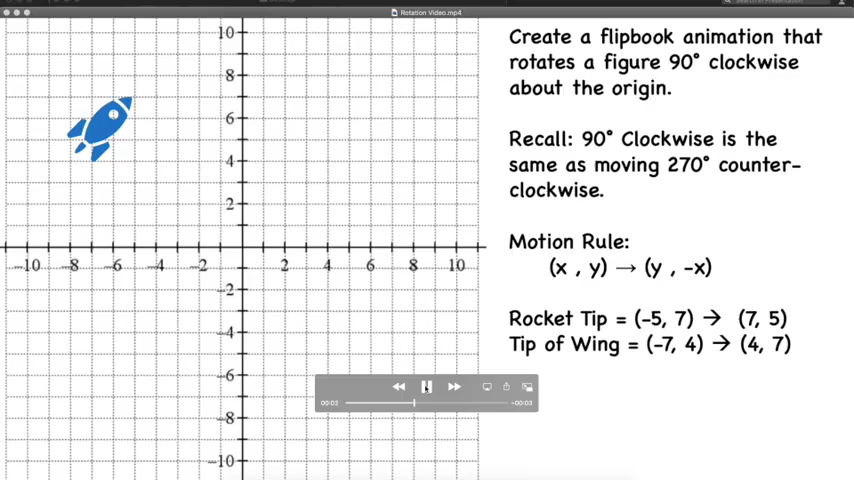 Rotation Video.mp4
Create a flipbook animation that
rotates a figure 90° clockwise
about the origin.
Recall: 90° Clockwise is the
same as moving 270° counter-
clockwise.
Motion Rule:
(x , y) → (y , -x)
Rocket Tip = (-5, 7) → (7, 5)
Tip of Wing = (-7, 4) → (4, 7)
10
8
6
4
2
-10 -8 -6 -4 -2 2 4 6 8 10
-2
-4
-6
-8
-10
00:02 -00:03